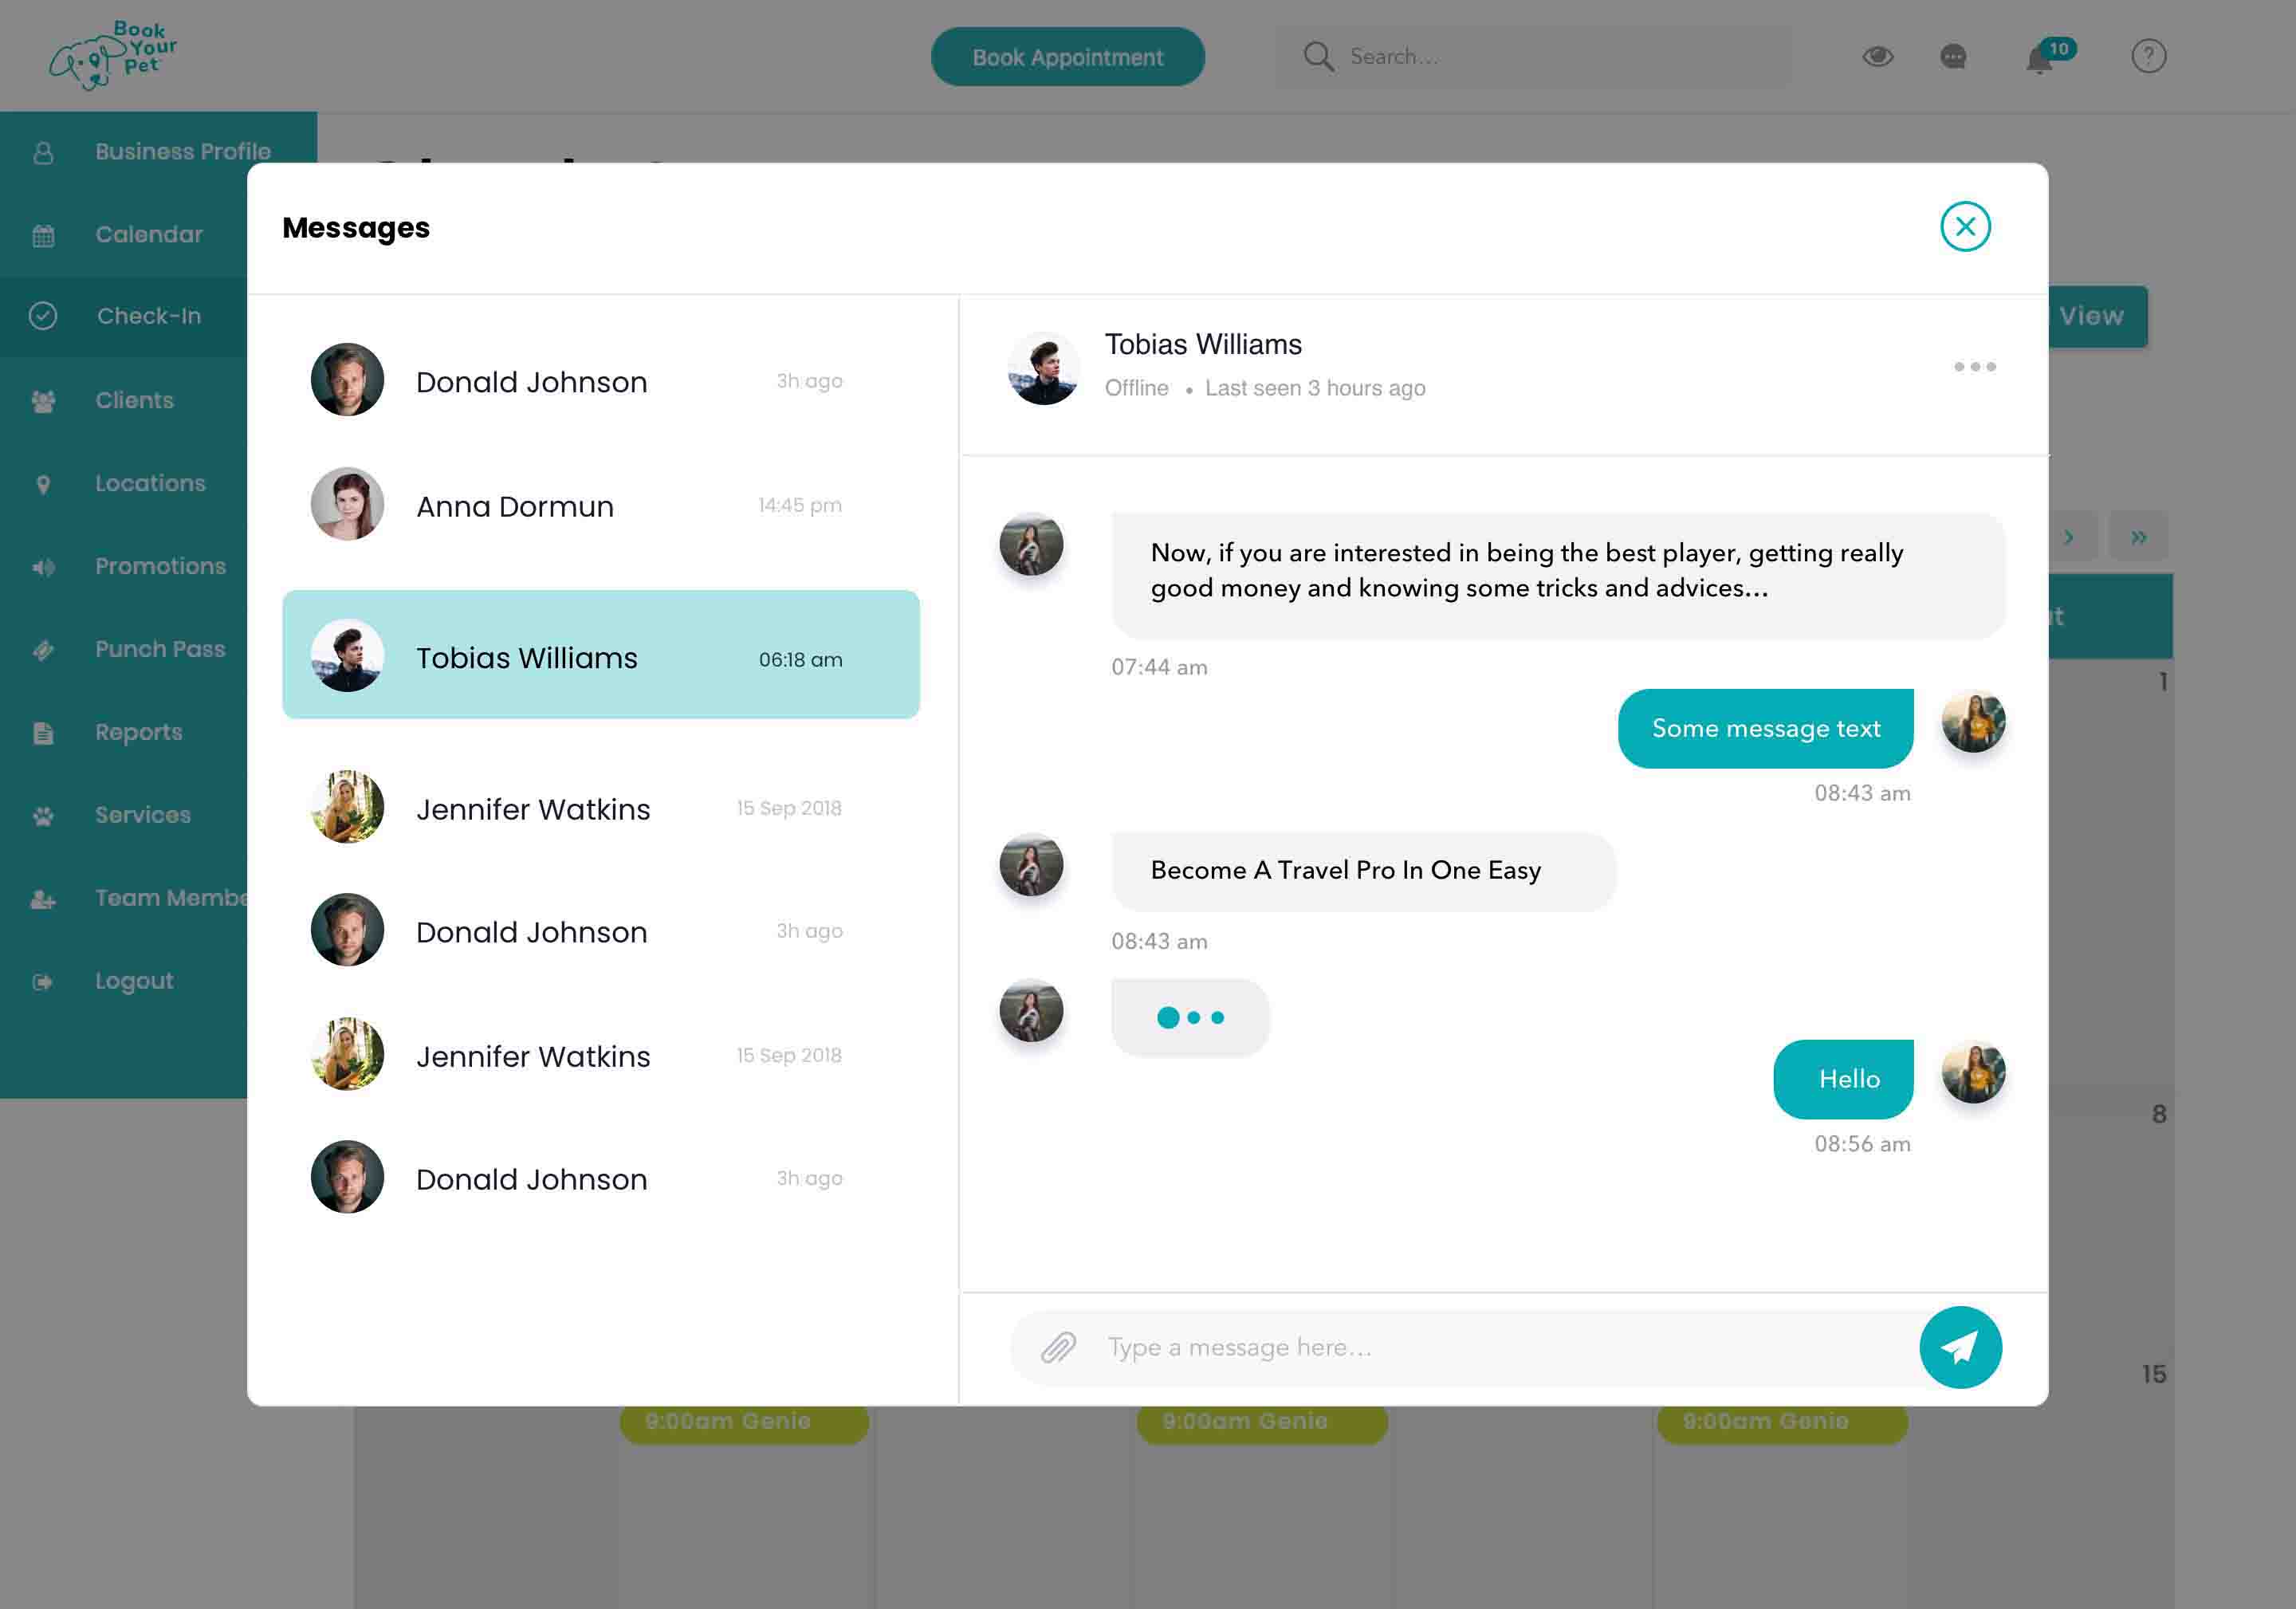 Book
Your
Pet
Book Appointment
Search...
10
?
Business Profile
Calendar
Check-In
Clients
Locations
Promotions
Punch Pass
Reports
Services
Team Membe
Logout
View
1
8
15
9:00am Genie
9:00am Genie
9:00am Genie
Messages
Donald Johnson 3h ago
Anna Dormun 14:45 pm
Tobias Williams 06:18 am
Jennifer Watkins 15 Sep 2018
Donald Johnson 3h ago
Jennifer Watkins 15 Sep 2018
Donald Johnson 3h ago
Tobias Williams
Offline • Last seen 3 hours ago
Now, if you are interested in being the best player, getting really
good money and knowing some tricks and advices...
07:44 am
Some message text
08:43 am
Become A Travel Pro In One Easy
08:43 am
Hello
08:56 am
Type a message here...